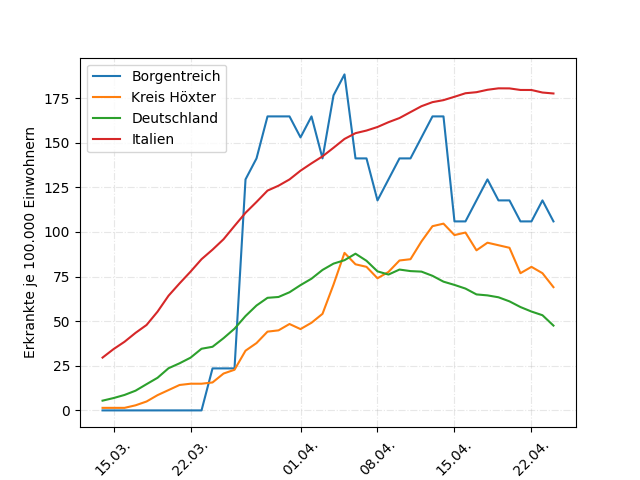 Borgentreich
Kreis Höxter
Deutschland
Italien
Erkrankte je 100.000 Einwohnern
175
150
125
100
75
50
25
0
15.03.
22.03.
01.04.
08.04.
15.04.
22.04.